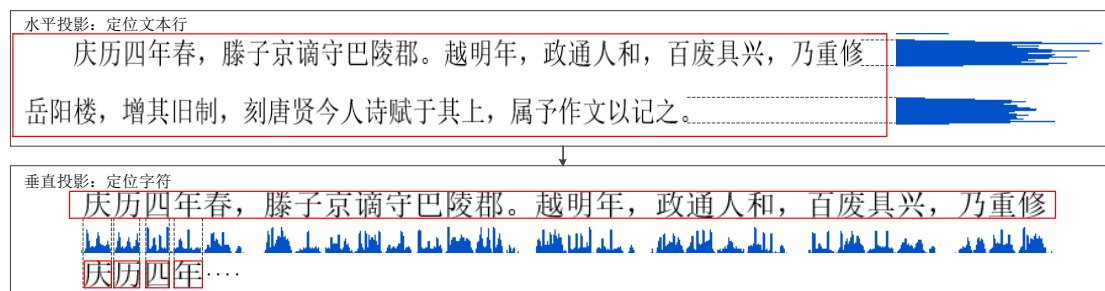 水平投影：定位文本行
庆历四年春，滕子京谪守巴陵郡。越明年，政通人和，百废具兴，乃重修
岳阳楼，增其旧制，刻唐贤今人诗赋于其上，属予作文以记之。
垂直投影：定位字符
庆历四年春，滕子京谪守巴陵郡。越明年，政通人和，百废具兴，乃重修
庆历四年····